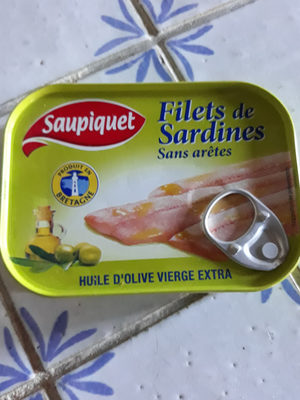 Saupiquet
Filets de
Sardines
Sans arêtes
PRODUIT EN
BRETAGNE
HUILE D'OLIVE VIERGE EXTRA